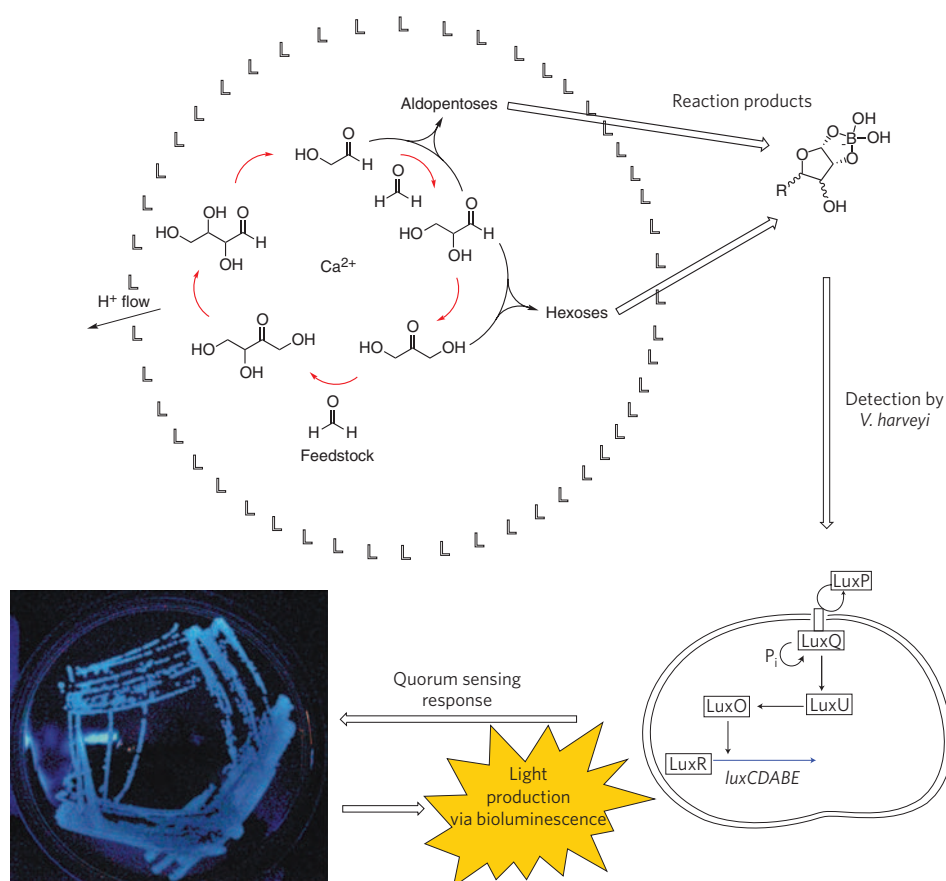 Aldopentoses
Reaction products
O
HO
H
O
H
H
OH
O
B
OH
O
O
R
OH
OH
O
HO
H
OH
O
HO
H
OH
Ca2+
H+ flow
Hexoses
O
HO
OH
OH
O
HO
OH
O
H
H
Feedstock
Detection by
V. harveyi
LuxP
LuxQ
Pi
LuxO
LuxU
LuxR
luxCDABE
Quorum sensing
response
Light
production
via bioluminescence